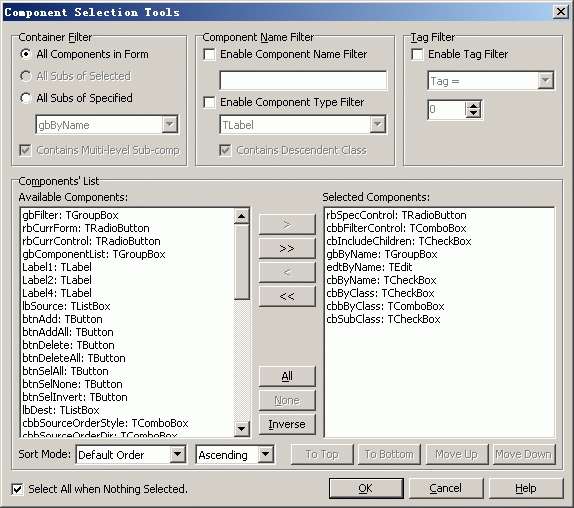 Component Selection Tools
Container Filter
All Components in Form
All Subs of Selected
All Subs of Specified
gbByName
Contains Multi-level Sub-comp
Component Name Filter
Enable Component Name Filter
Enable Component Type Filter
TLabel
Contains Descendent Class
Tag Filter
Enable Tag Filter
Tag =
0
Components' List
Available Components:
gbFilter: TGroupBox
rbCurrForm: TRadioButton
rbCurrControl: TRadioButton
gbComponentList: TGroupBox
Label1: TLabel
Label2: TLabel
Label4: TLabel
lbSource: TListBox
btnAdd: TButton
btnAddAll: TButton
btnDelete: TButton
btnDeleteAll: TButton
btnSelAll: TButton
btnSelNone: TButton
btnSelInvert: TButton
lbDest: TListBox
cbbSourceOrderStyle: TComboBox
cbbSourceOrderDir: TComboBox
>
>>
<
<<
All
None
Inverse
Selected Components:
rbSpecControl: TRadioButton
cbbFilterControl: TComboBox
cbIncludeChildren: TCheckBox
gbByName: TGroupBox
edtByName: TEdit
cbByName: TCheckBox
cbByClass: TCheckBox
cbbByClass: TComboBox
cbSubClass: TCheckBox
Sort Mode: Default Order Ascending
To Top To Bottom Move Up Move Down
Select All when Nothing Selected.
OK Cancel Help